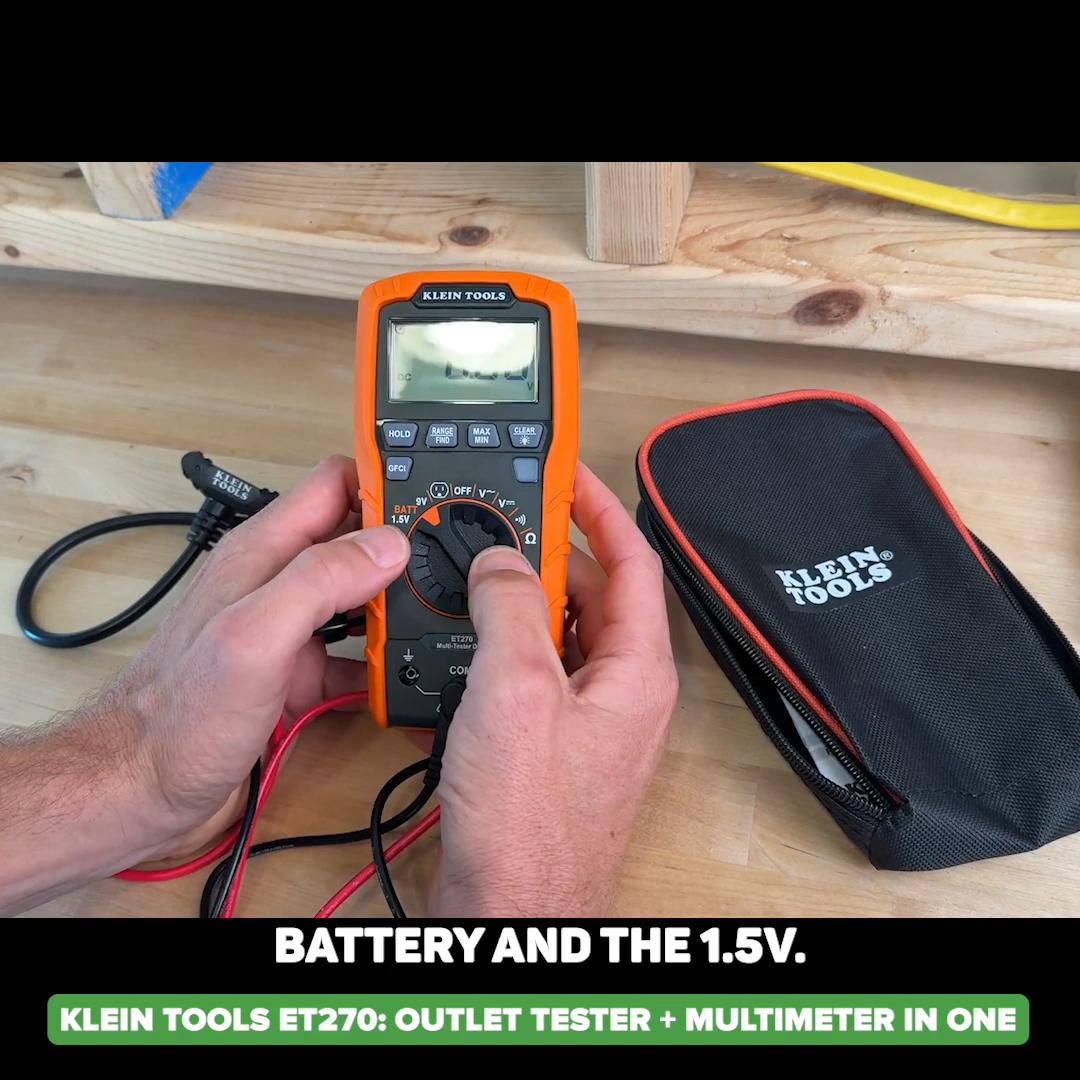 KLEIN TOOLS
DC
V
HOLD
RANGE
FIND
MAX
MIN
CLEAR
GFCI
OFF
V~
V
9V
BATT
1.5V
Ω
ET270
COM
KLEIN
TOOLS
KLEIN
TOOLS®
BATTERY AND THE 1.5V.
KLEIN TOOLS ET270: OUTLET TESTER + MULTIMETER IN ONE